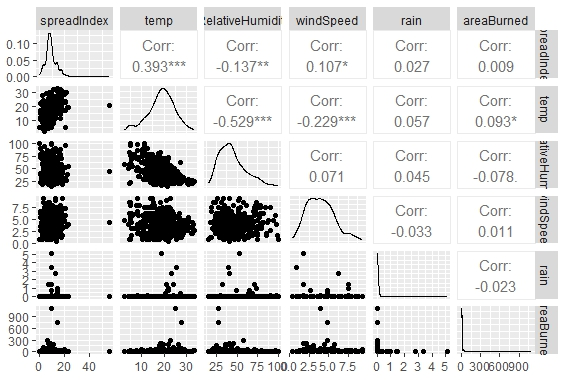 spreadIndex temp RelativeHumidit windSpeed rain areaBurned
0.10
0.05
0.00
Corr: Corr: Corr: Corr: Corr:
0.393*** -0.137** 0.107* 0.027 0.009
preadInde
30
20
10
Corr: Corr: Corr: Corr:
-0.529*** -0.229*** 0.057 0.093*
temp
100
75
50
25
Corr: Corr: Corr:
0.071 0.045 -0.078.
ativeHum
7.5
5.0
2.5
0.0
Corr: Corr:
-0.033 0.011
windSpee
5
4
3
2
1
0
Corr:
-0.023
rain
900
600
300
0
reaBurne
0 20 40 10 20 30 25 50 75 100 0.0 2.5 5.0 7.5 0 1 2 3 4 5 0 300 600 900